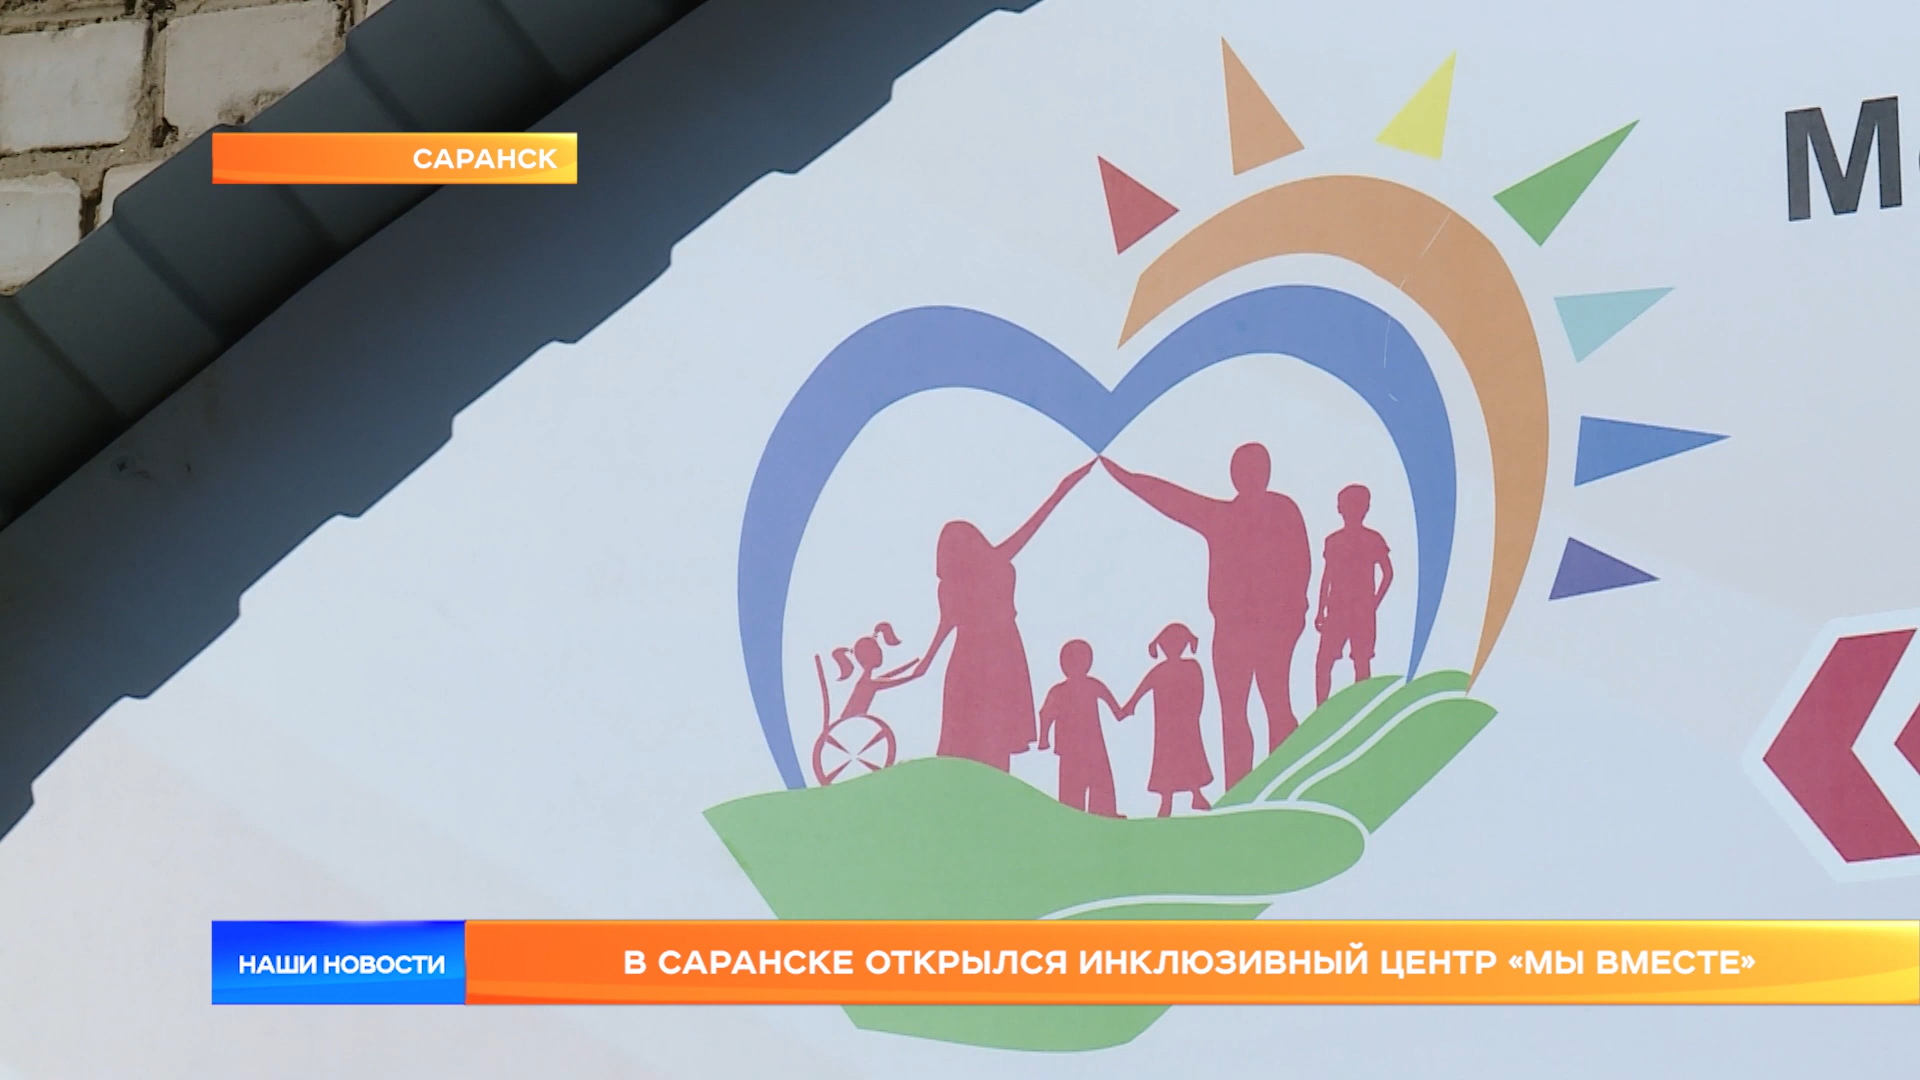 САРАНСК
НАШИ НОВОСТИ
В САРАНСКЕ ОТКРЫЛСЯ ИНКЛЮЗИВНЫЙ ЦЕНТР «МЫ ВМЕСТЕ»